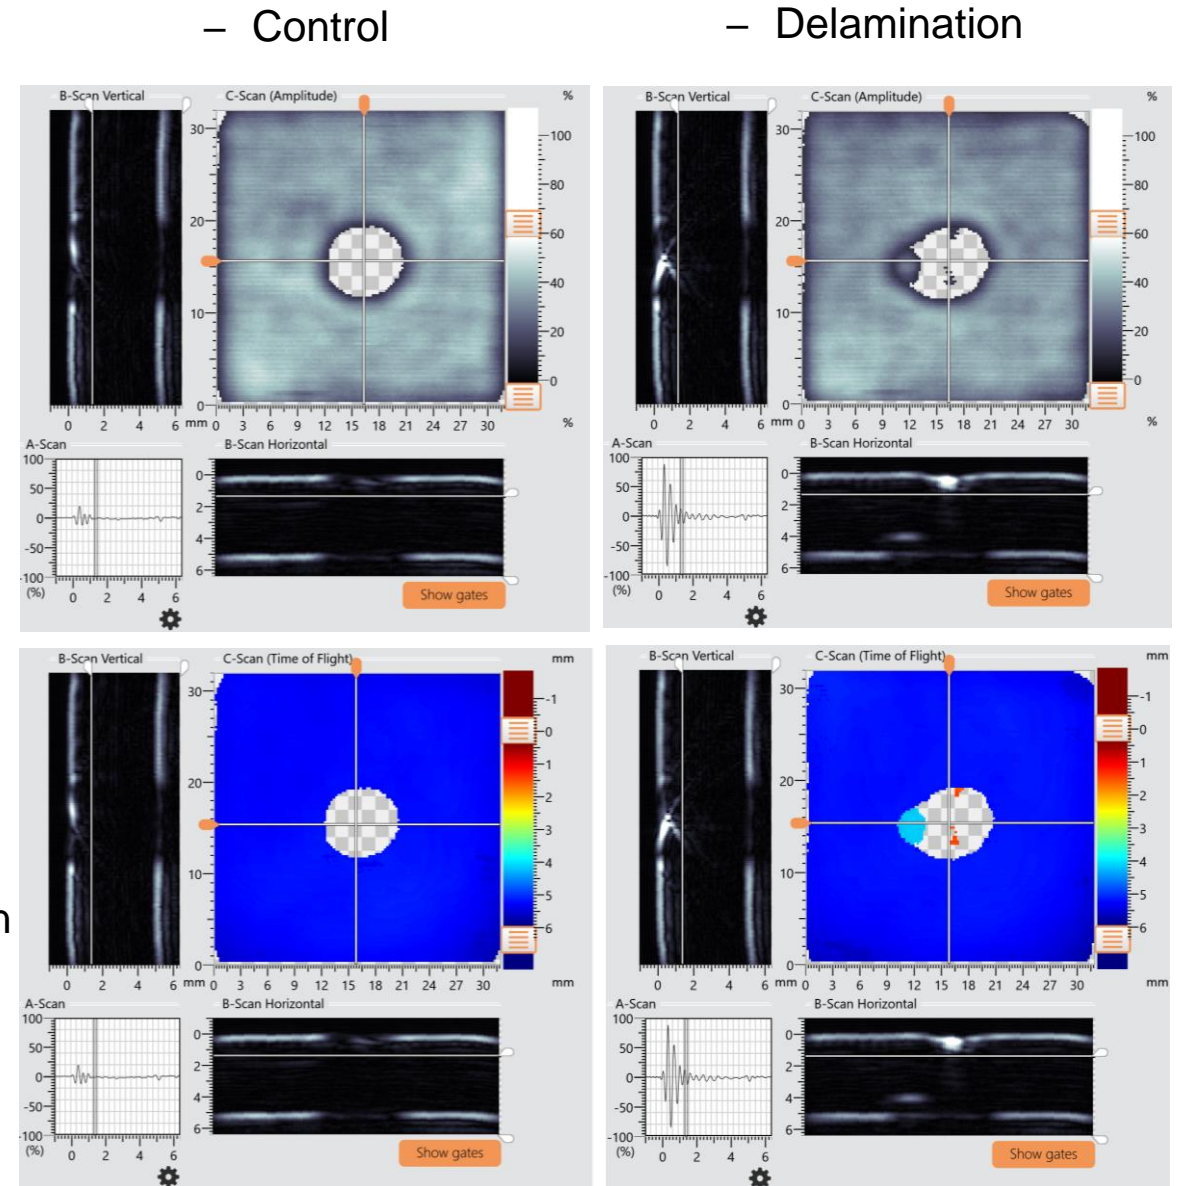 – Control
– Delamination
B-Scan Vertical
C-Scan (Amplitude)
%
30
20
10
0
100
80
60
40
20
0
0 2 4 6 mm
0 3 6 9 12 15 18 21 24 27 30
%
A-Scan
B-Scan Horizontal
100
50
0
-50
-100
(%)
0 2 4 6
0
2
4
6
Show gates
B-Scan Vertical
C-Scan (Amplitude)
%
30
20
10
0
100
80
60
40
20
0
0 2 4 6 mm
0 3 6 9 12 15 18 21 24 27 30
%
A-Scan
B-Scan Horizontal
100
50
0
-50
-100
(%)
0 2 4 6
0
2
4
6
Show gates
B-Scan Vertical
C-Scan (Time of Flight)
mm
30
20
10
0
-1
0
1
2
3
4
5
6
0 2 4 6 mm
0 3 6 9 12 15 18 21 24 27 30
mm
A-Scan
B-Scan Horizontal
100
50
0
-50
-100
(%)
0 2 4 6
0
2
4
6
Show gates
B-Scan Vertical
C-Scan (Time of Flight)
mm
30
20
10
0
-1
0
1
2
3
4
5
6
0 2 4 6 mm
0 3 6 9 12 15 18 21 24 27 30
mm
A-Scan
B-Scan Horizontal
100
50
0
-50
-100
(%)
0 2 4 6
0
2
4
6
Show gates